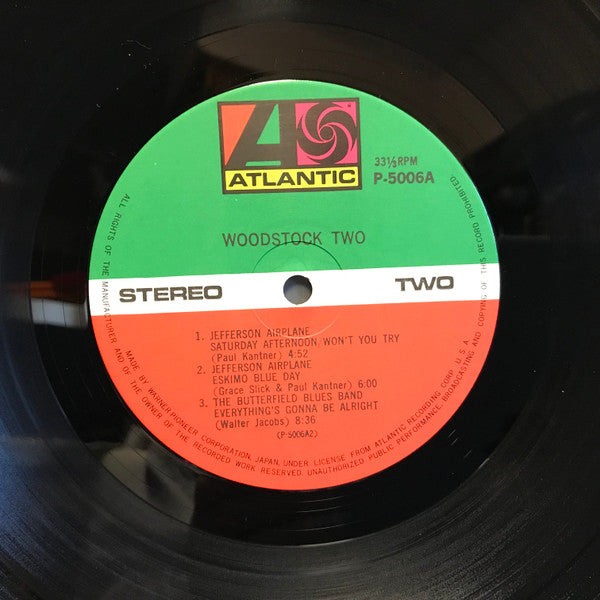 ATLANTIC
33⅓RPM
P-5006A
WOODSTOCK TWO
STEREO
TWO
1. JEFFERSON AIRPLANE
SATURDAY AFTERNOON/WON'T YOU TRY
(Paul Kantner) 4:52
2. JEFFERSON AIRPLANE
ESKIMO BLUE DAY
(Grace Slick & Paul Kantner) 6:00
3. THE BUTTERFIELD BLUES BAND
EVERYTHING'S GONNA BE ALRIGHT
(Walter Jacobs) 8:36
(P-5006A2)
MADE BY WARNER-PIONEER CORPORATION, JAPAN, UNDER LICENSE FROM ATLANTIC RECORDING CORP. U.S.A.
ALL RIGHTS OF THE MANUFACTURER AND OF THE OWNER OF THE RECORDED WORK RESERVED. UNAUTHORIZED PUBLIC PERFORMANCE, BROADCASTING AND COPYING OF THIS RECORD PROHIBITED.